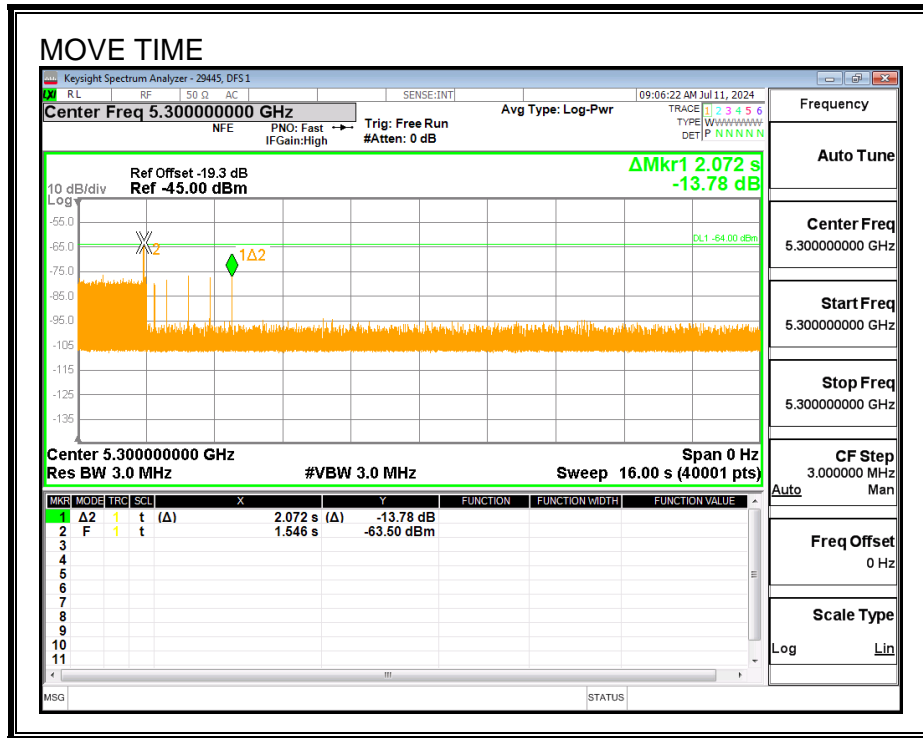 MOVE TIME
Keysight Spectrum Analyzer - 29445, DFS 1
LXI RL RF 50 Ω AC SENSE:INT 09:06:22 AM Jul 11, 2024
Center Freq 5.300000000 GHz Avg Type: Log-Pwr TRACE 1 2 3 4 5 6
NFE PNO: Fast Trig: Free Run TYPE WWWWWW
IFGain:High #Atten: 0 dB DET P N N N N N
ΔMkr1 2.072 s
-13.78 dB
Ref Offset -19.3 dB
10 dB/div Ref -45.00 dBm
Log
-55.0
DL1 -64.00 dBm
-65.0
2
1Δ2
-75.0
-85.0
-95.0
-105
-115
-125
-135
Center 5.300000000 GHz Span 0 Hz
Res BW 3.0 MHz #VBW 3.0 MHz Sweep 16.00 s (40001 pts)
MKR MODE TRC SCL X Y FUNCTION FUNCTION WIDTH FUNCTION VALUE
1 Δ2 1 t (Δ) 2.072 s (Δ) -13.78 dB
2 F 1 t 1.546 s -63.50 dBm
3
4
5
6
7
8
9
10
11
MSG STATUS
Frequency
Auto Tune
Center Freq
5.300000000 GHz
Start Freq
5.300000000 GHz
Stop Freq
5.300000000 GHz
CF Step
3.000000 MHz
Auto Man
Freq Offset
0 Hz
Scale Type
Log Lin